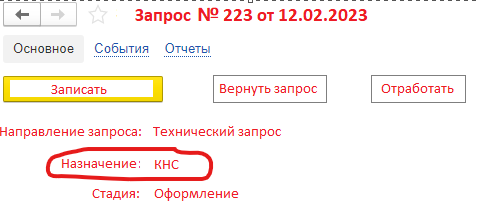 Запрос № 223 от 12.02.2023
Основное События Отчеты
Записать Вернуть запрос Отработать
Направление запроса: Технический запрос
Назначение: КНС
Стадия: Оформление